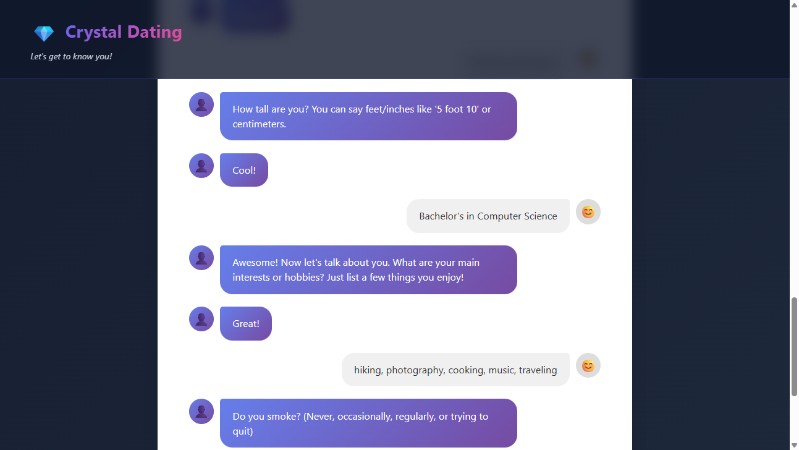 Crystal Dating
Let's get to know you!
How tall are you? You can say feet/inches like '5 foot 10' or
centimeters.
Cool!
Bachelor's in Computer Science
Awesome! Now let's talk about you. What are your main
interests or hobbies? Just list a few things you enjoy!
Great!
hiking, photography, cooking, music, traveling
Do you smoke? (Never, occasionally, regularly, or trying to
quit)